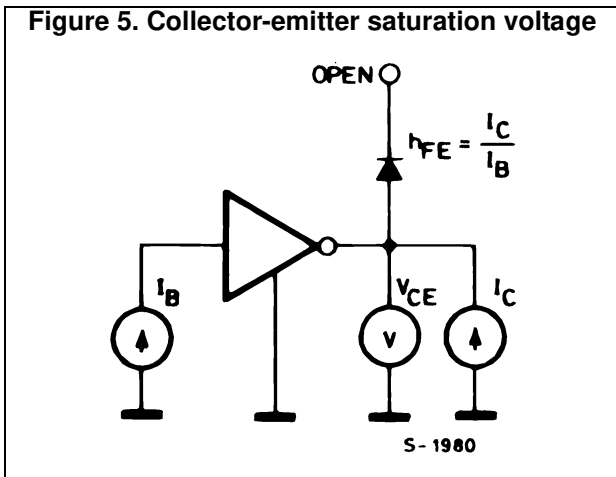 Figure 5. Collector-emitter saturation voltage
OPEN
hFE = IC
IB
IB
VCE
IC
V
S-1980